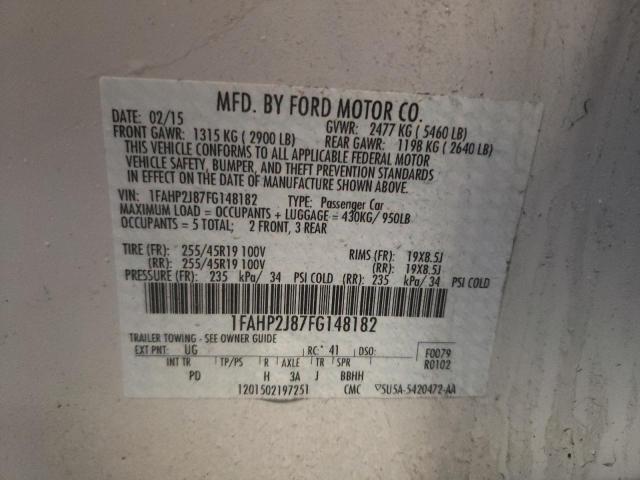 MFD. BY FORD MOTOR CO.
DATE: 02/15 GVWR: 2477 KG ( 5460 LB)
FRONT GAWR: 1315 KG ( 2900 LB) REAR GAWR: 1198 KG ( 2640 LB)
THIS VEHICLE CONFORMS TO ALL APPLICABLE FEDERAL MOTOR
VEHICLE SAFETY, BUMPER, AND THEFT PREVENTION STANDARDS
IN EFFECT ON THE DATE OF MANUFACTURE SHOWN ABOVE.
VIN: 1FAHP2J87FG148182 TYPE: Passenger Car
MAXIMUM LOAD = OCCUPANTS + LUGGAGE = 430KG/ 950LB
OCCUPANTS = 5 TOTAL; 2 FRONT, 3 REAR
TIRE (FR): 255/45R19 100V RIMS (FR): 19X8.5J
(RR): 255/45R19 100V (RR): 19X8.5J
PRESSURE (FR): 235 kPa/ 34 PSI COLD (RR): 235 kPa/ 34 PSI COLD
1FAHP2J87FG148182
TRAILER TOWING - SEE OWNER GUIDE
EXT PNT: UG RC: 41 DSO: F0079
INT TR TP/PS R AXLE TR SPR R0102
PD H 3A J BBHH
1201502197251 CMC ▽5U5A-5420472-AA